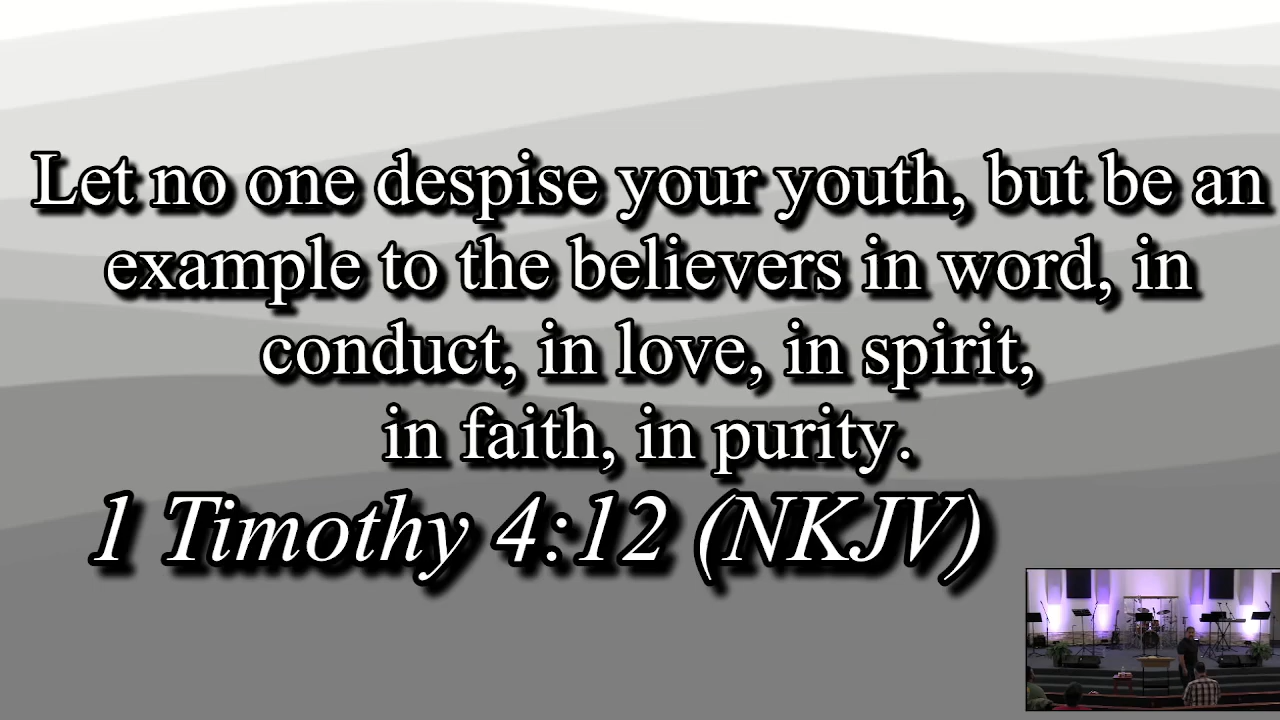 Let no one despise your youth, but be an
example to the believers in word, in
conduct, in love, in spirit,
in faith, in purity.
1 Timothy 4:12 (NKJV)